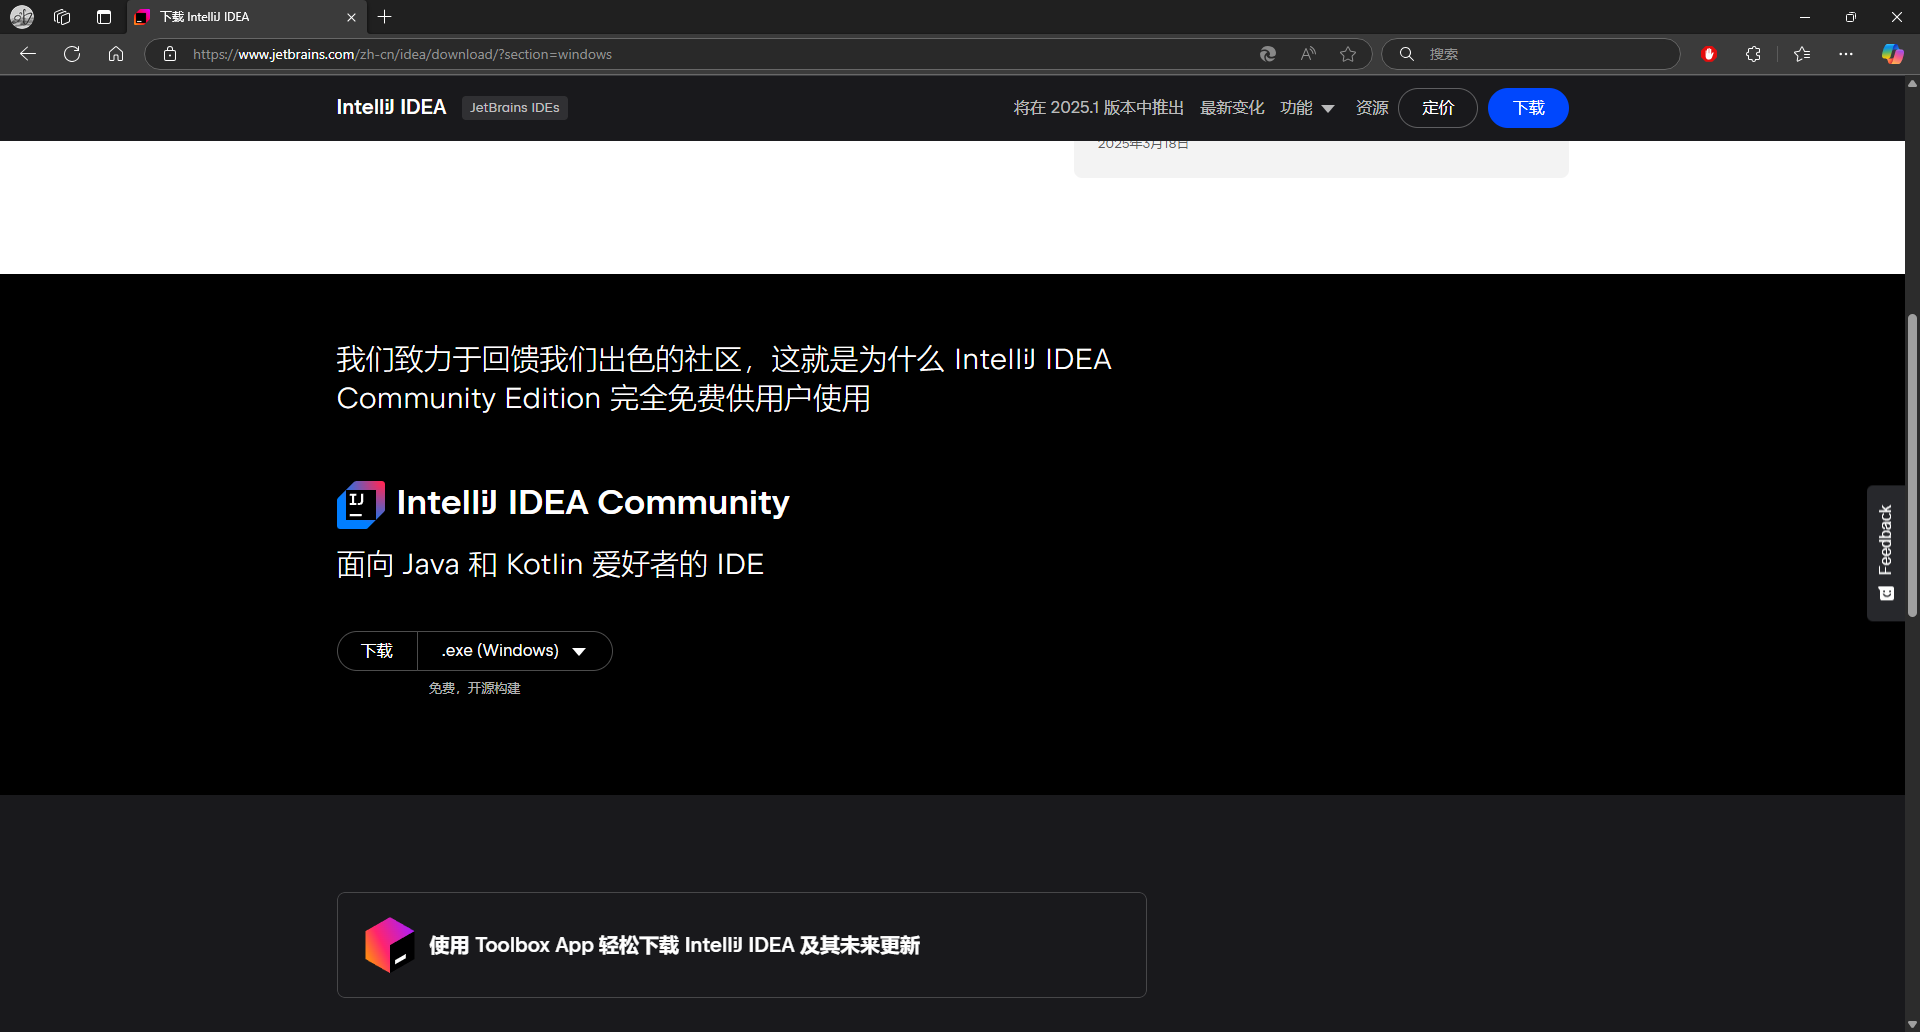 下载 IntelliJ IDEA
https://www.jetbrains.com/zh-cn/idea/download/?section=windows
搜索
IntelliJ IDEA
JetBrains IDEs
将在 2025.1 版本中推出
最新变化
功能
资源
定价
下载
2025年3月18日
我们致力于回馈我们出色的社区，这就是为什么 IntelliJ IDEA
Community Edition 完全免费供用户使用
IJ
IntelliJ IDEA Community
面向 Java 和 Kotlin 爱好者的 IDE
下载
.exe (Windows)
免费，开源构建
Feedback
使用 Toolbox App 轻松下载 IntelliJ IDEA 及其未来更新